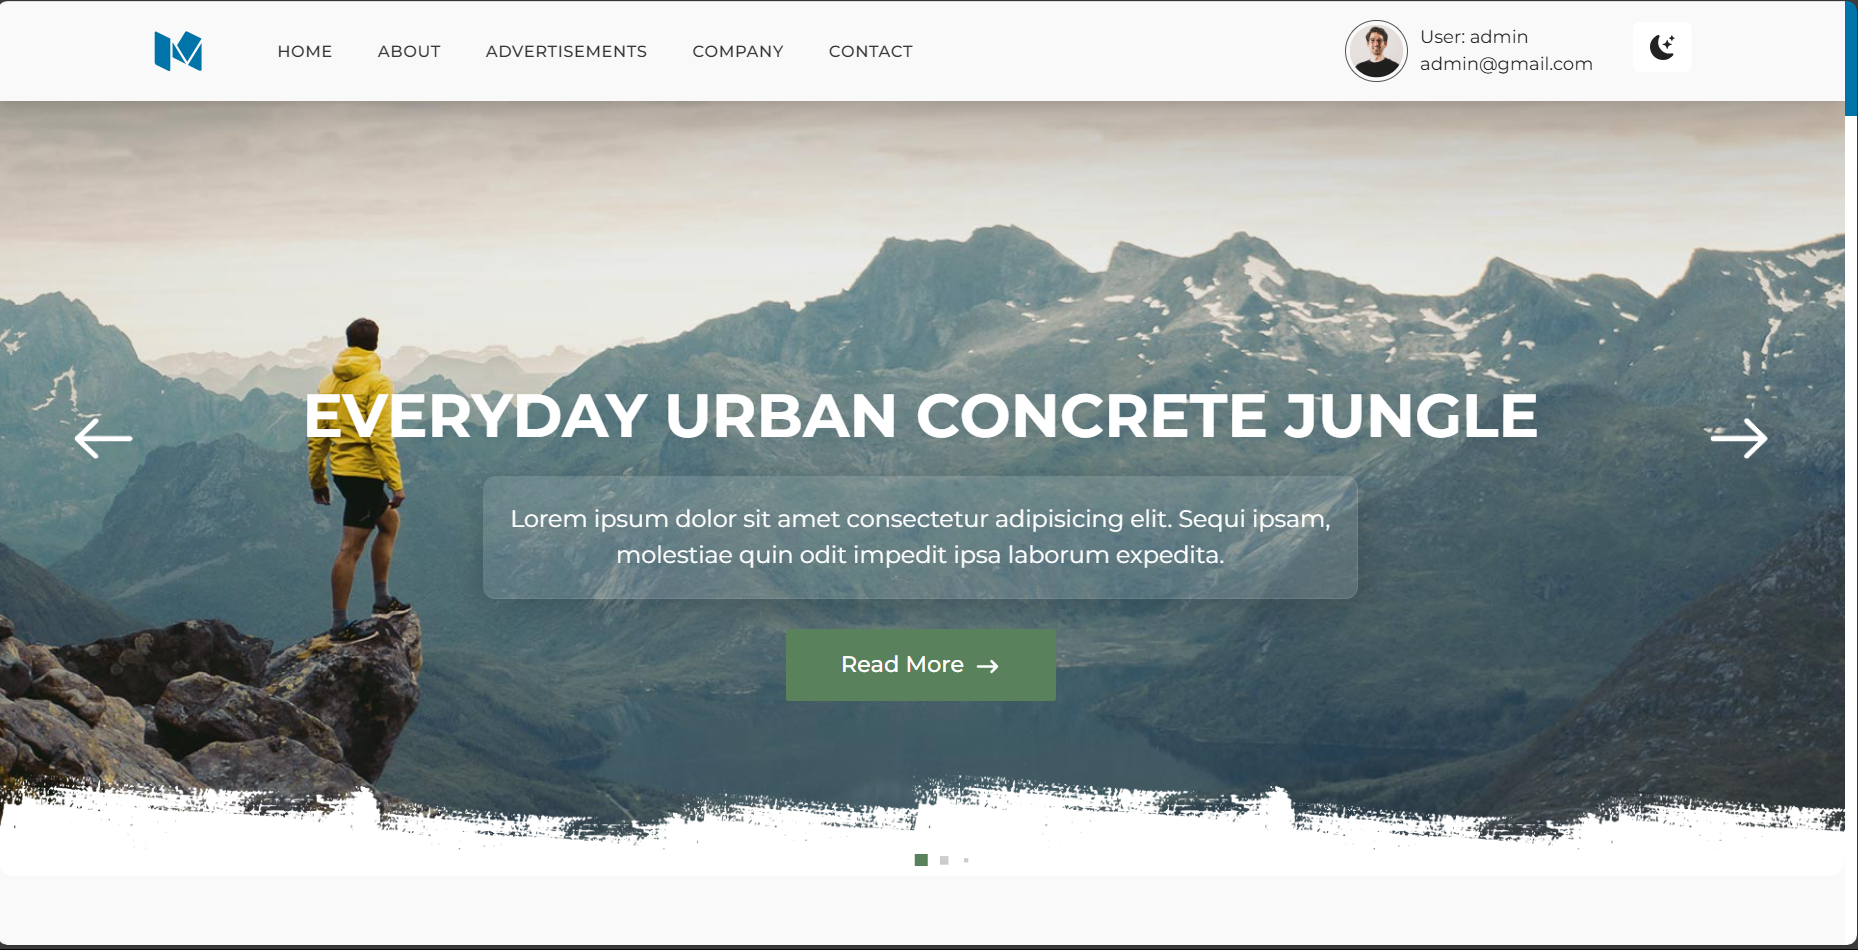 HOME ABOUT ADVERTISEMENTS COMPANY CONTACT
User: admin
admin@gmail.com
EVERYDAY URBAN CONCRETE JUNGLE
Lorem ipsum dolor sit amet consectetur adipisicing elit. Sequi ipsam,
molestiae quin odit impedit ipsa laborum expedita.
Read More →